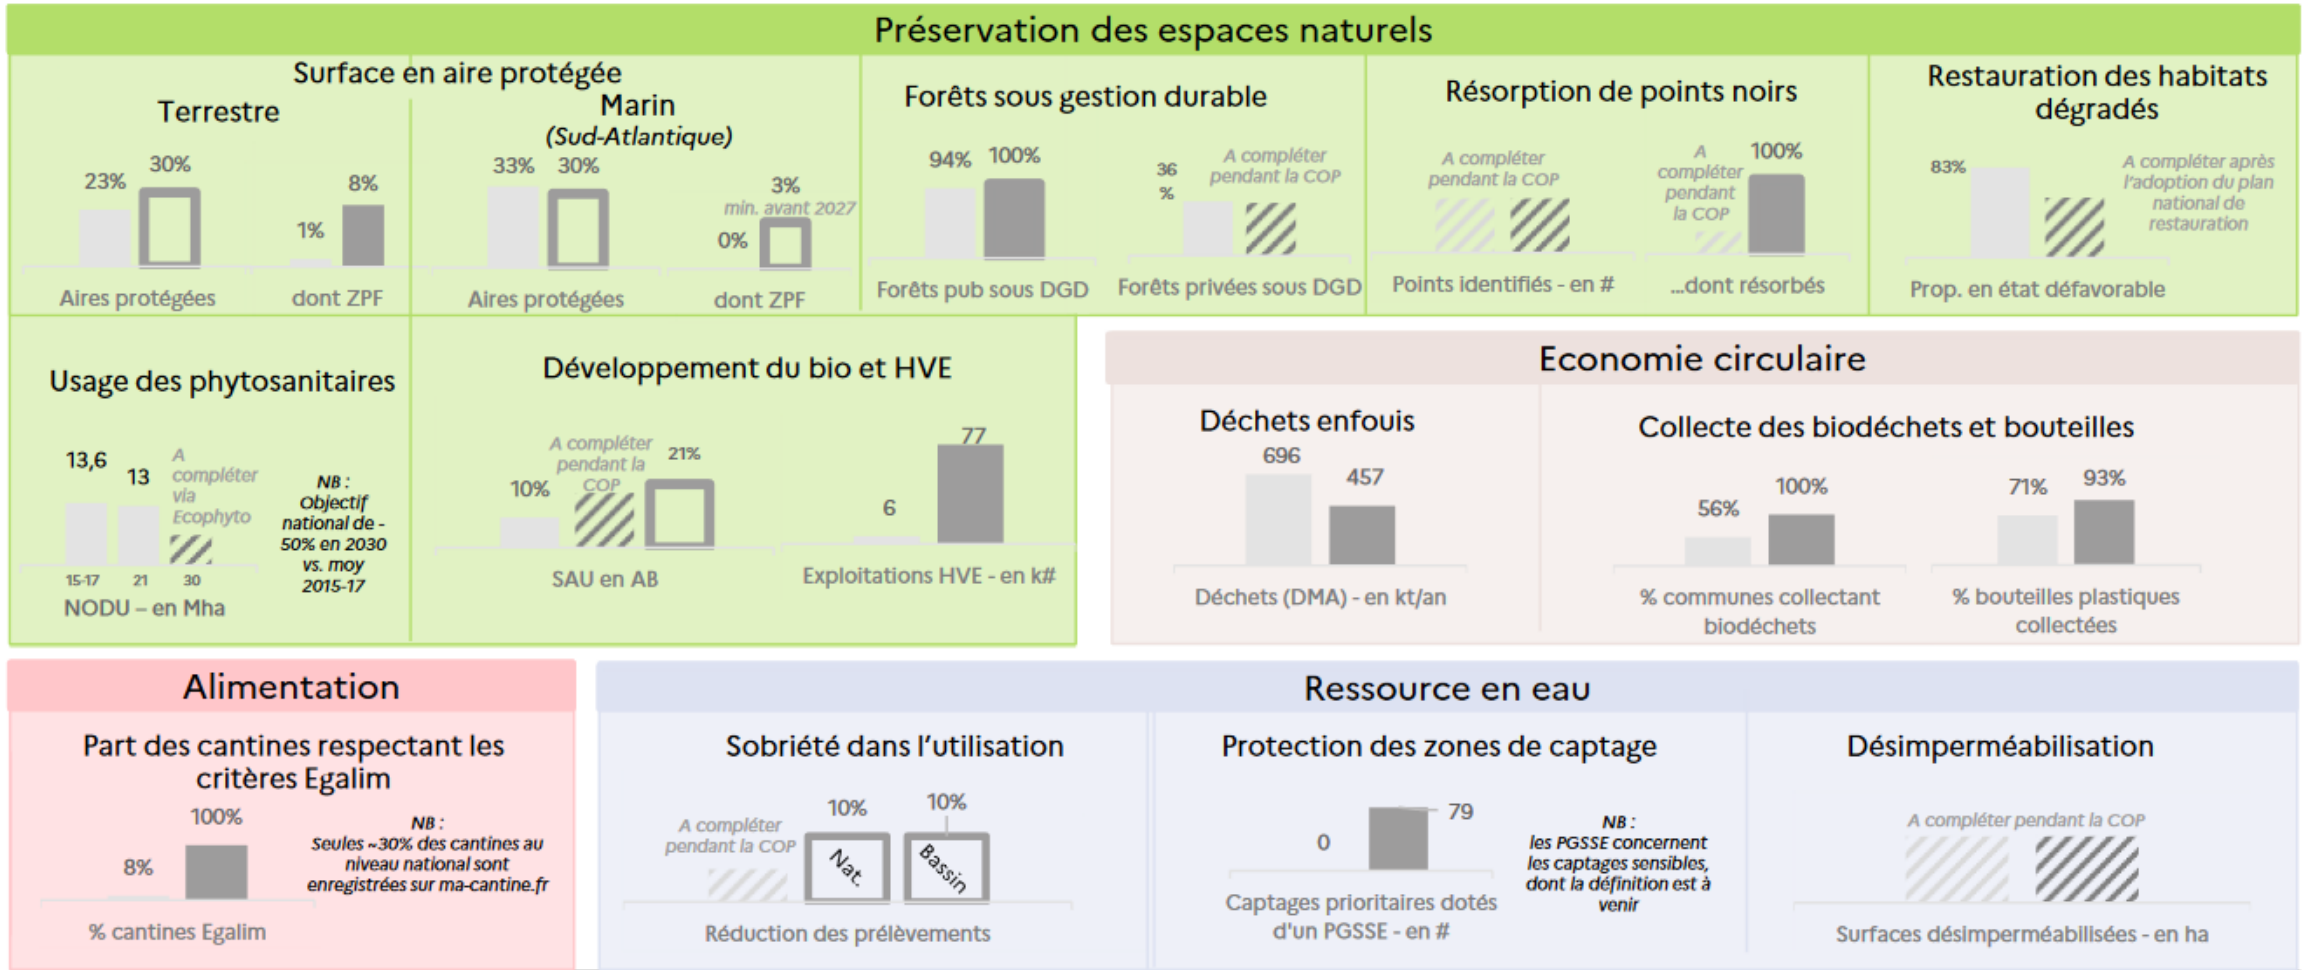 Préservation des espaces naturels
Surface en aire protégée
Terrestre
23%
30%
1%
8%
Aires protégées
dont ZPF
Marin
(Sud-Atlantique)
33%
30%
0%
3%
min. avant 2027
Aires protégées
dont ZPF
Forêts sous gestion durable
94%
100%
36
%
A compléter
pendant la COP
Forêts pub sous DGD
Forêts privées sous DGD
Résorption de points noirs
A compléter
pendant la COP
A
compléter
pendant
la COP
100%
Points identifiés - en #
...dont résorbés
Restauration des habitats
dégradés
83%
A compléter après
l'adoption du plan
national de
restauration
Prop. en état défavorable
Usage des phytosanitaires
13,6
13
A
compléter
via
Ecophyto
15-17
21
30
NODU – en Mha
NB :
Objectif
national de -
50% en 2030
vs. moy
2015-17
Développement du bio et HVE
10%
A compléter
pendant la
COP
21%
SAU en AB
6
77
Exploitations HVE - en k#
Economie circulaire
Déchets enfouis
696
457
Déchets (DMA) - en kt/an
Collecte des biodéchets et bouteilles
56%
100%
% communes collectant
biodéchets
71%
93%
% bouteilles plastiques
collectées
Alimentation
Part des cantines respectant les
critères Egalim
8%
100%
% cantines Egalim
NB :
Seules ~30% des cantines au
niveau national sont
enregistrées sur ma-cantine.fr
Ressource en eau
Sobriété dans l'utilisation
A compléter
pendant la COP
10%
Nat.
10%
Bassin
Réduction des prélèvements
Protection des zones de captage
0
79
Captages prioritaires dotés
d'un PGSSE - en #
NB :
les PGSSE concernent
les captages sensibles,
dont la définition est à
venir
Désimperméabilisation
A compléter pendant la COP
Surfaces désimperméabilisées - en ha